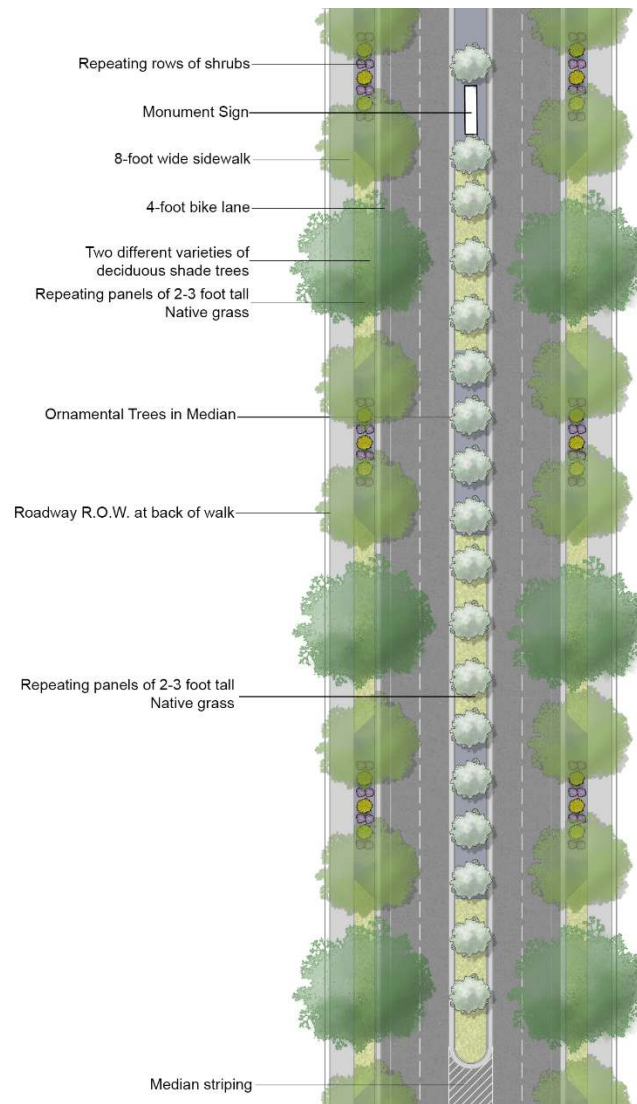 Repeating rows of shrubs
Monument Sign
8-foot wide sidewalk
4-foot bike lane
Two different varieties of
deciduous shade trees
Repeating panels of 2-3 foot tall
Native grass
Ornamental Trees in Median
Roadway R.O.W. at back of walk
Repeating panels of 2-3 foot tall
Native grass
Median striping